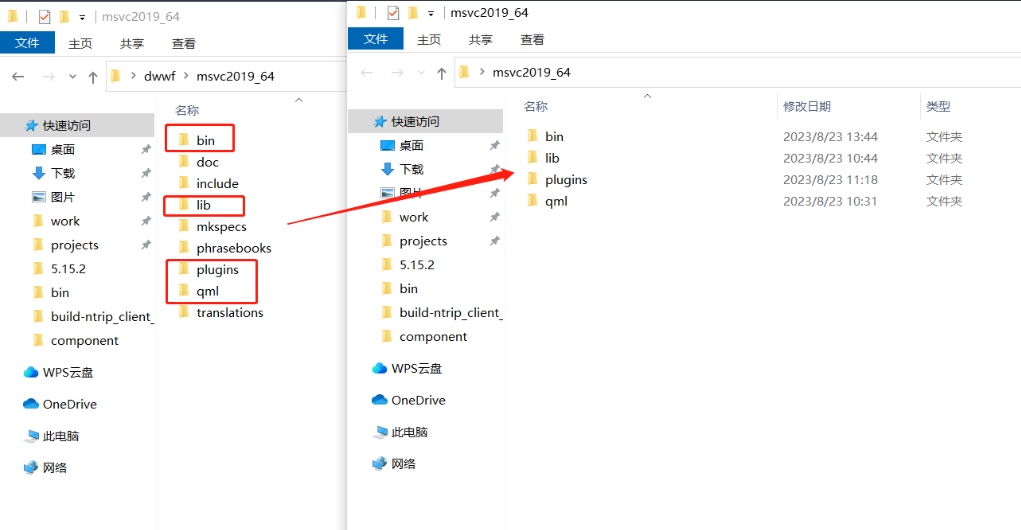 msvc2019_64
文件 主页 共享 查看
dwwf msvc2019_64
名称
快速访问
桌面
下载
图片
work
projects
5.15.2
bin
build-ntrip_client_
component
WPS云盘
OneDrive
此电脑
网络
bin
doc
include
lib
mkspecs
phrasebooks
plugins
qml
translations
msvc2019_64
文件 主页 共享 查看
msvc2019_64
快速访问
桌面
下载
图片
work
projects
5.15.2
bin
build-ntrip_client_
component
WPS云盘
OneDrive
此电脑
网络
名称 修改日期 类型
bin 2023/8/23 13:44 文件夹
lib 2023/8/23 10:44 文件夹
plugins 2023/8/23 11:18 文件夹
qml 2023/8/23 10:31 文件夹